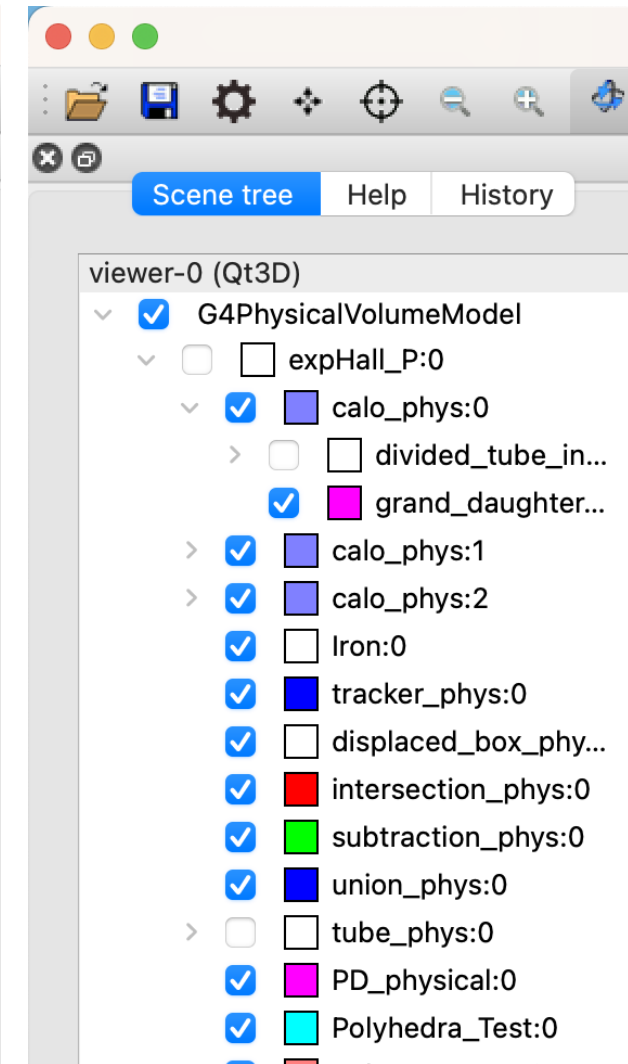 Scene tree Help History
viewer-0 (Qt3D)
G4PhysicalVolumeModel
expHall_P:0
calo_phys:0
divided_tube_in...
grand_daughter...
calo_phys:1
calo_phys:2
Iron:0
tracker_phys:0
displaced_box_phy...
intersection_phys:0
subtraction_phys:0
union_phys:0
tube_phys:0
PD_physical:0
Polyhedra_Test:0